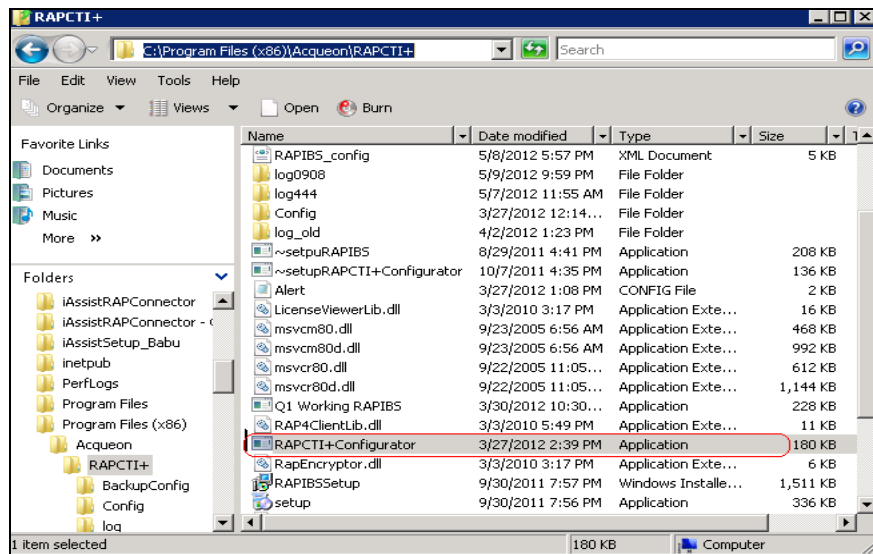 RAPCTI+
C:\Program Files (x86)\Acqueon\RAPCTI+
Search
File Edit View Tools Help
Organize Views Open Burn
Favorite Links
Documents
Pictures
Music
More »
Folders
iAssistRAPConnector
iAssistRAPConnector - 
iAssistSetup_Babu
inetpub
PerfLogs
Program Files
Program Files (x86)
Acqueon
RAPCTI+
BackupConfig
Config
log
Name Date modified Type Size
RAPIBS_config 5/8/2012 5:57 PM XML Document 5 KB
log0908 5/9/2012 9:59 PM File Folder
log444 5/7/2012 11:55 AM File Folder
Config 3/27/2012 12:14... File Folder
log_old 4/2/2012 1:23 PM File Folder
~setpuRAPIBS 8/29/2011 4:41 PM Application 208 KB
~setupRAPCTI+Configurator 10/7/2011 4:35 PM Application 136 KB
Alert 3/27/2012 1:08 PM CONFIG File 2 KB
LicenseViewerLib.dll 3/3/2010 3:17 PM Application Exte... 16 KB
msvcm80.dll 9/23/2005 6:56 AM Application Exte... 468 KB
msvcm80d.dll 9/23/2005 6:56 AM Application Exte... 992 KB
msvcr80.dll 9/22/2005 11:05... Application Exte... 612 KB
msvcr80d.dll 9/22/2005 11:05... Application Exte... 1,144 KB
Q1 Working RAPIBS 3/30/2012 10:30... Application 228 KB
RAP4ClientLib.dll 3/3/2010 5:49 PM Application Exte... 11 KB
RAPCTI+Configurator 3/27/2012 2:39 PM Application 180 KB
RapEncryptor.dll 3/3/2010 3:17 PM Application Exte... 6 KB
RAPIBSSetup 9/30/2011 7:57 PM Windows Installe... 1,511 KB
setup 9/30/2011 7:56 PM Application 336 KB
1 item selected 180 KB Computer